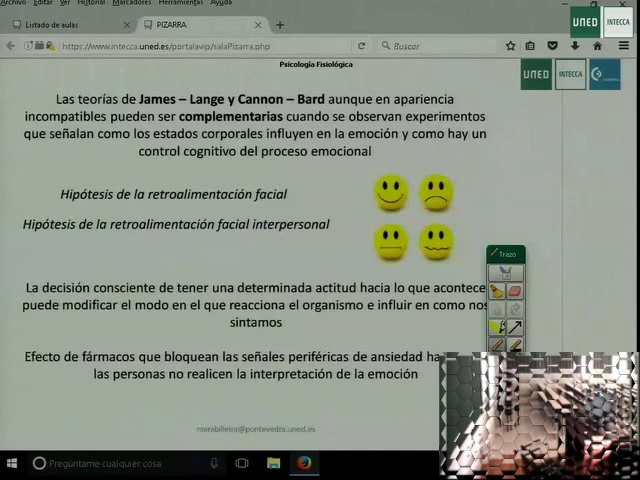 Archivo Editar Ver Historial Marcadores Herramientas Ayuda
Listado de aulas
PIZARRA
UNED
INTECCA
https://www.intecca.uned.es/portalavip/salaPizarra.php
Buscar
Psicología Fisiológica
UNED
INTECCA
Las teorías de James – Lange y Cannon – Bard aunque en apariencia
incompatibles pueden ser complementarias cuando se observan experimentos
que señalan como los estados corporales influyen en la emoción y como hay un
control cognitivo del proceso emocional
Hipótesis de la retroalimentación facial
Hipótesis de la retroalimentación facial interpersonal
Trazo
La decisión consciente de tener una determinada actitud hacia lo que acontece
puede modificar el modo en el que reacciona el organismo e influir en como nos
sintamos
Efecto de fármacos que bloquean las señales periféricas de ansiedad
las personas no realicen la interpretación de la emoción
marabilleira@pontevedra.uned.es
Pregúntame cualquier cosa